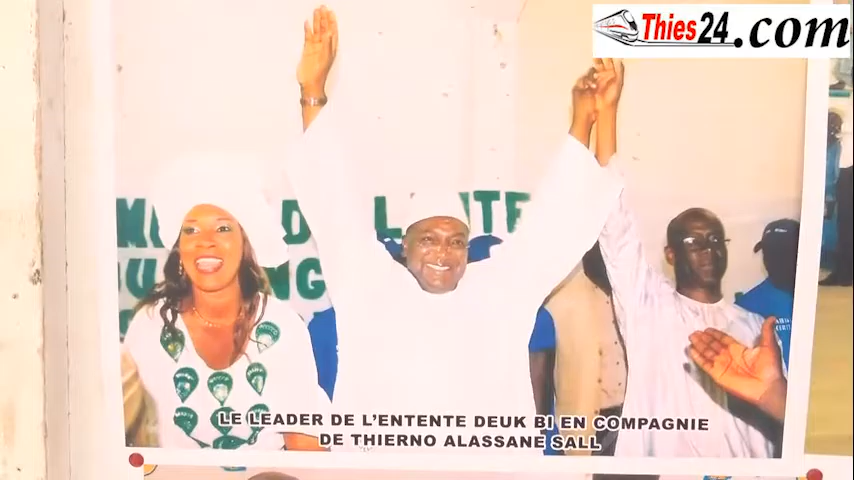 Thies24.com
LE LEADER DE L'ENTENTE DEUK BI EN COMPAGNIE
DE THIERNO ALASSANE SALL